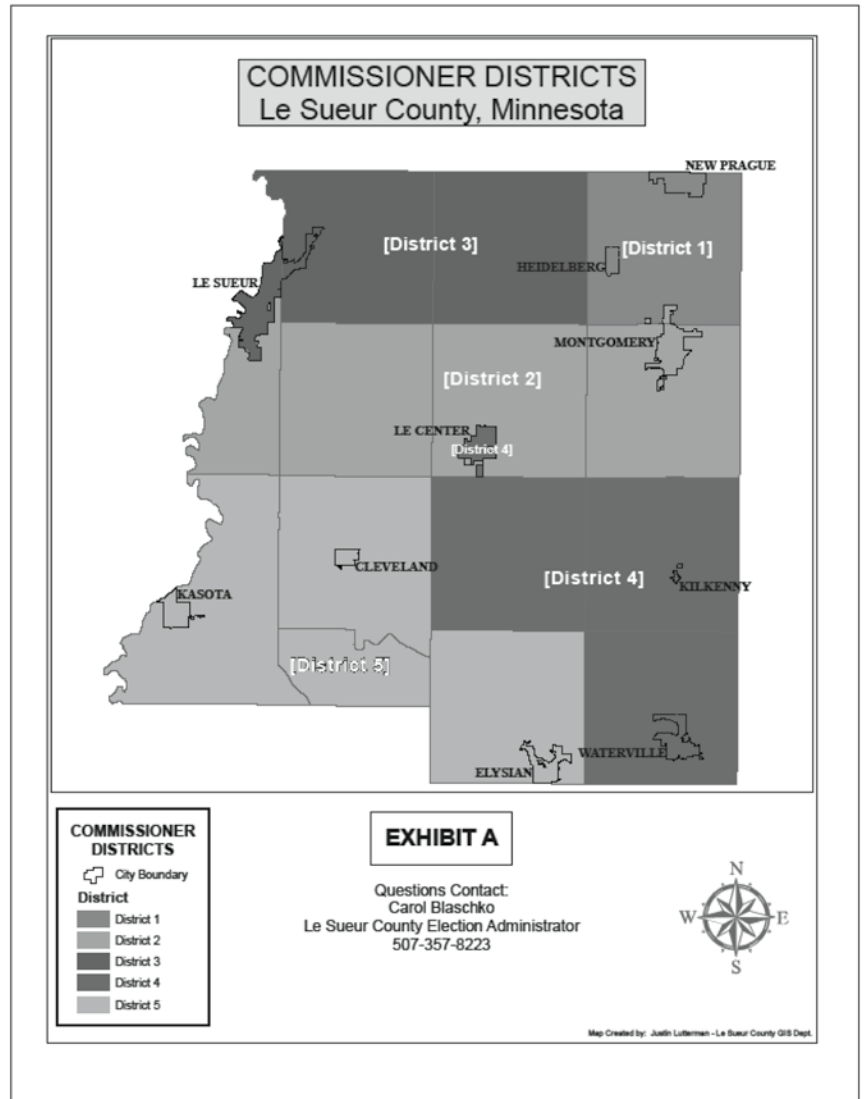 COMMISSIONER DISTRICTS
Le Sueur County, Minnesota
NEW PRAGUE
[District 3]
[District 1]
HEIDELBERG
LE SUEUR
MONTGOMERY
[District 2]
LE CENTER
[District 4]
CLEVELAND
[District 4]
KILKENNY
KASOTA
[District 5]
WATERVILLE
ELYSIAN
COMMISSIONER
DISTRICTS
City Boundary
District
District 1
District 2
District 3
District 4
District 5
EXHIBIT A
Questions Contact:
Carol Blaschko
Le Sueur County Election Administrator
507-357-8223
N
W
E
S
Map Created by: Justin Lutterman - Le Sueur County GIS Dept.